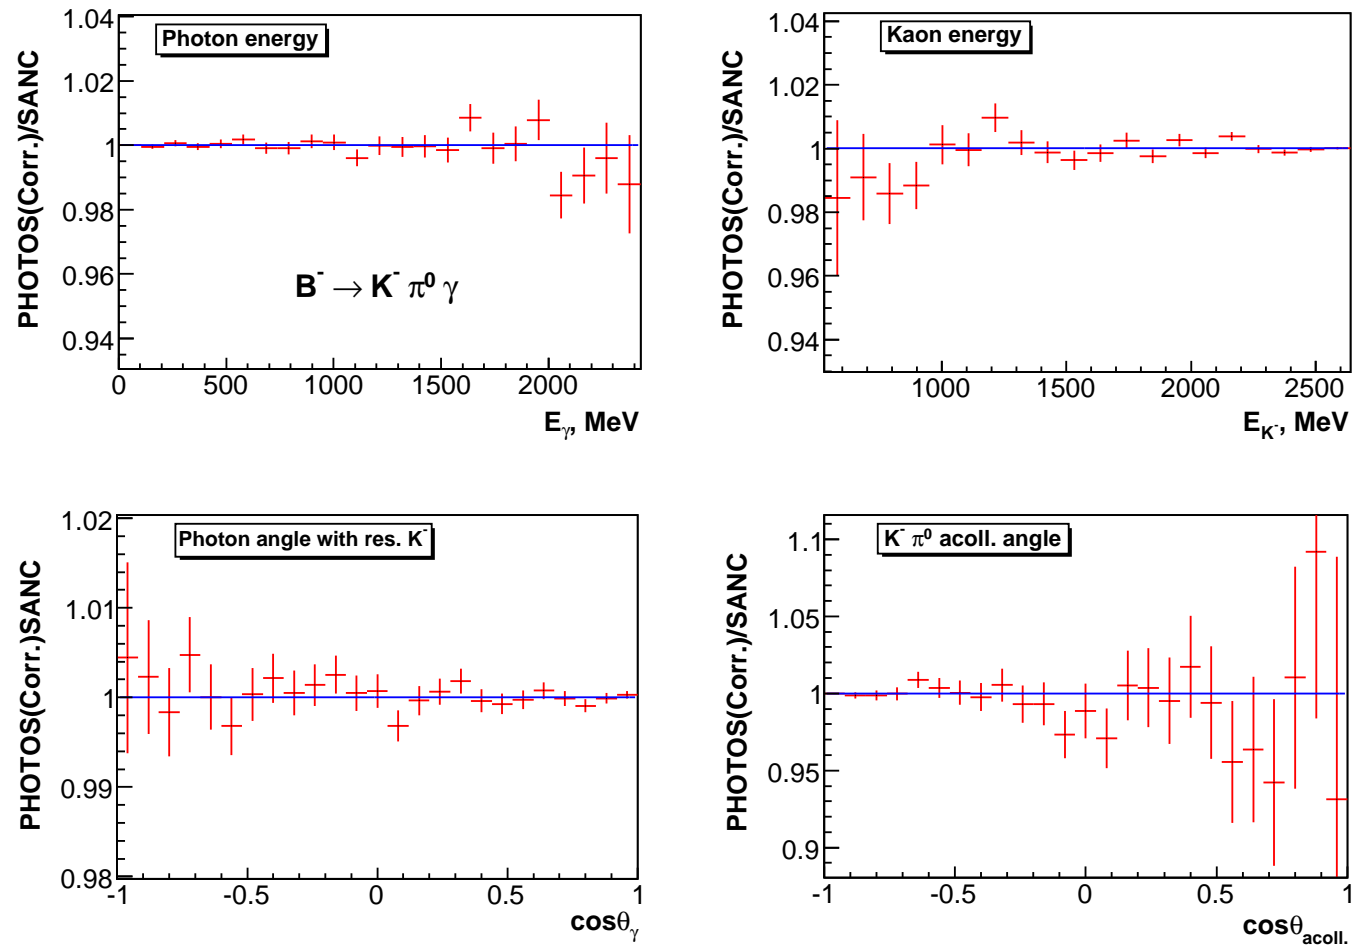 PHOTOS(Corr.)/SANC
1.04
1.02
1
0.98
0.96
0.94
Photon energy
B⁻ → K⁻ π⁰ γ
0 500 1000 1500 2000
E_γ, MeV
PHOTOS(Corr.)/SANC
1.04
1.02
1
0.98
0.96
0.94
Kaon energy
1000 1500 2000 2500
E_K⁻, MeV
PHOTOS(Corr.)/SANC
1.02
1.01
1
0.99
0.98
Photon angle with res. K⁻
-1 -0.5 0 0.5 1
cosθ_γ
PHOTOS(Corr.)/SANC
1.1
1.05
1
0.95
0.9
K⁻ π⁰ acoll. angle
-1 -0.5 0 0.5 1
cosθ_acoll.